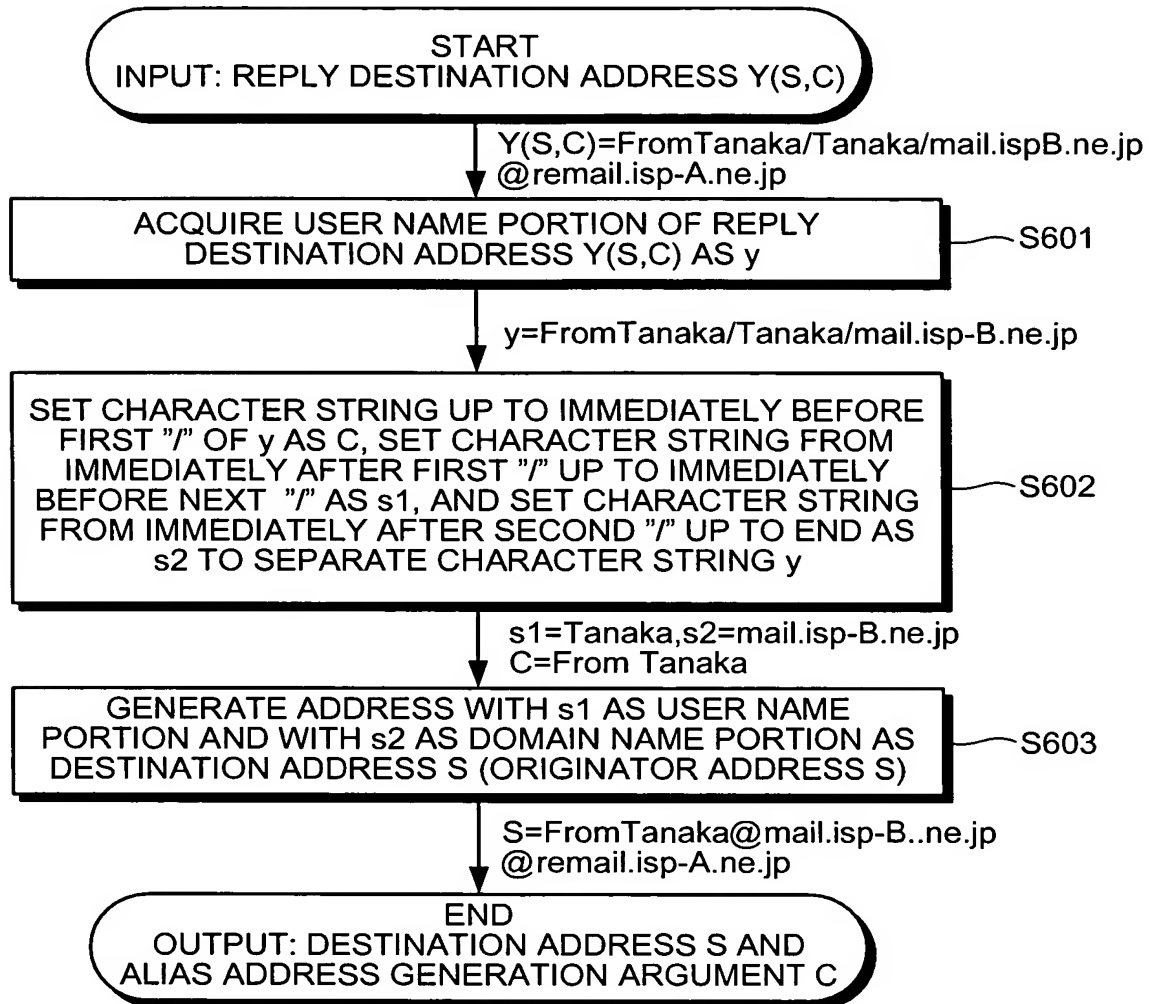 START
INPUT: REPLY DESTINATION ADDRESS Y(S,C)
Y(S,C)=FromTanaka/Tanaka/mail.ispB.ne.jp
@remail.isp-A.ne.jp
ACQUIRE USER NAME PORTION OF REPLY
DESTINATION ADDRESS Y(S,C) AS y
S601
y=FromTanaka/Tanaka/mail.isp-B.ne.jp
SET CHARACTER STRING UP TO IMMEDIATELY BEFORE
FIRST "/" OF y AS C, SET CHARACTER STRING FROM
IMMEDIATELY AFTER FIRST "/" UP TO IMMEDIATELY
BEFORE NEXT "/" AS s1, AND SET CHARACTER STRING
FROM IMMEDIATELY AFTER SECOND "/" UP TO END AS
s2 TO SEPARATE CHARACTER STRING y
S602
s1=Tanaka,s2=mail.isp-B.ne.jp
C=From Tanaka
GENERATE ADDRESS WITH s1 AS USER NAME
PORTION AND WITH s2 AS DOMAIN NAME PORTION AS
DESTINATION ADDRESS S (ORIGINATOR ADDRESS S)
S603
S=FromTanaka@mail.isp-B..ne.jp
@remail.isp-A.ne.jp
END
OUTPUT: DESTINATION ADDRESS S AND
ALIAS ADDRESS GENERATION ARGUMENT C